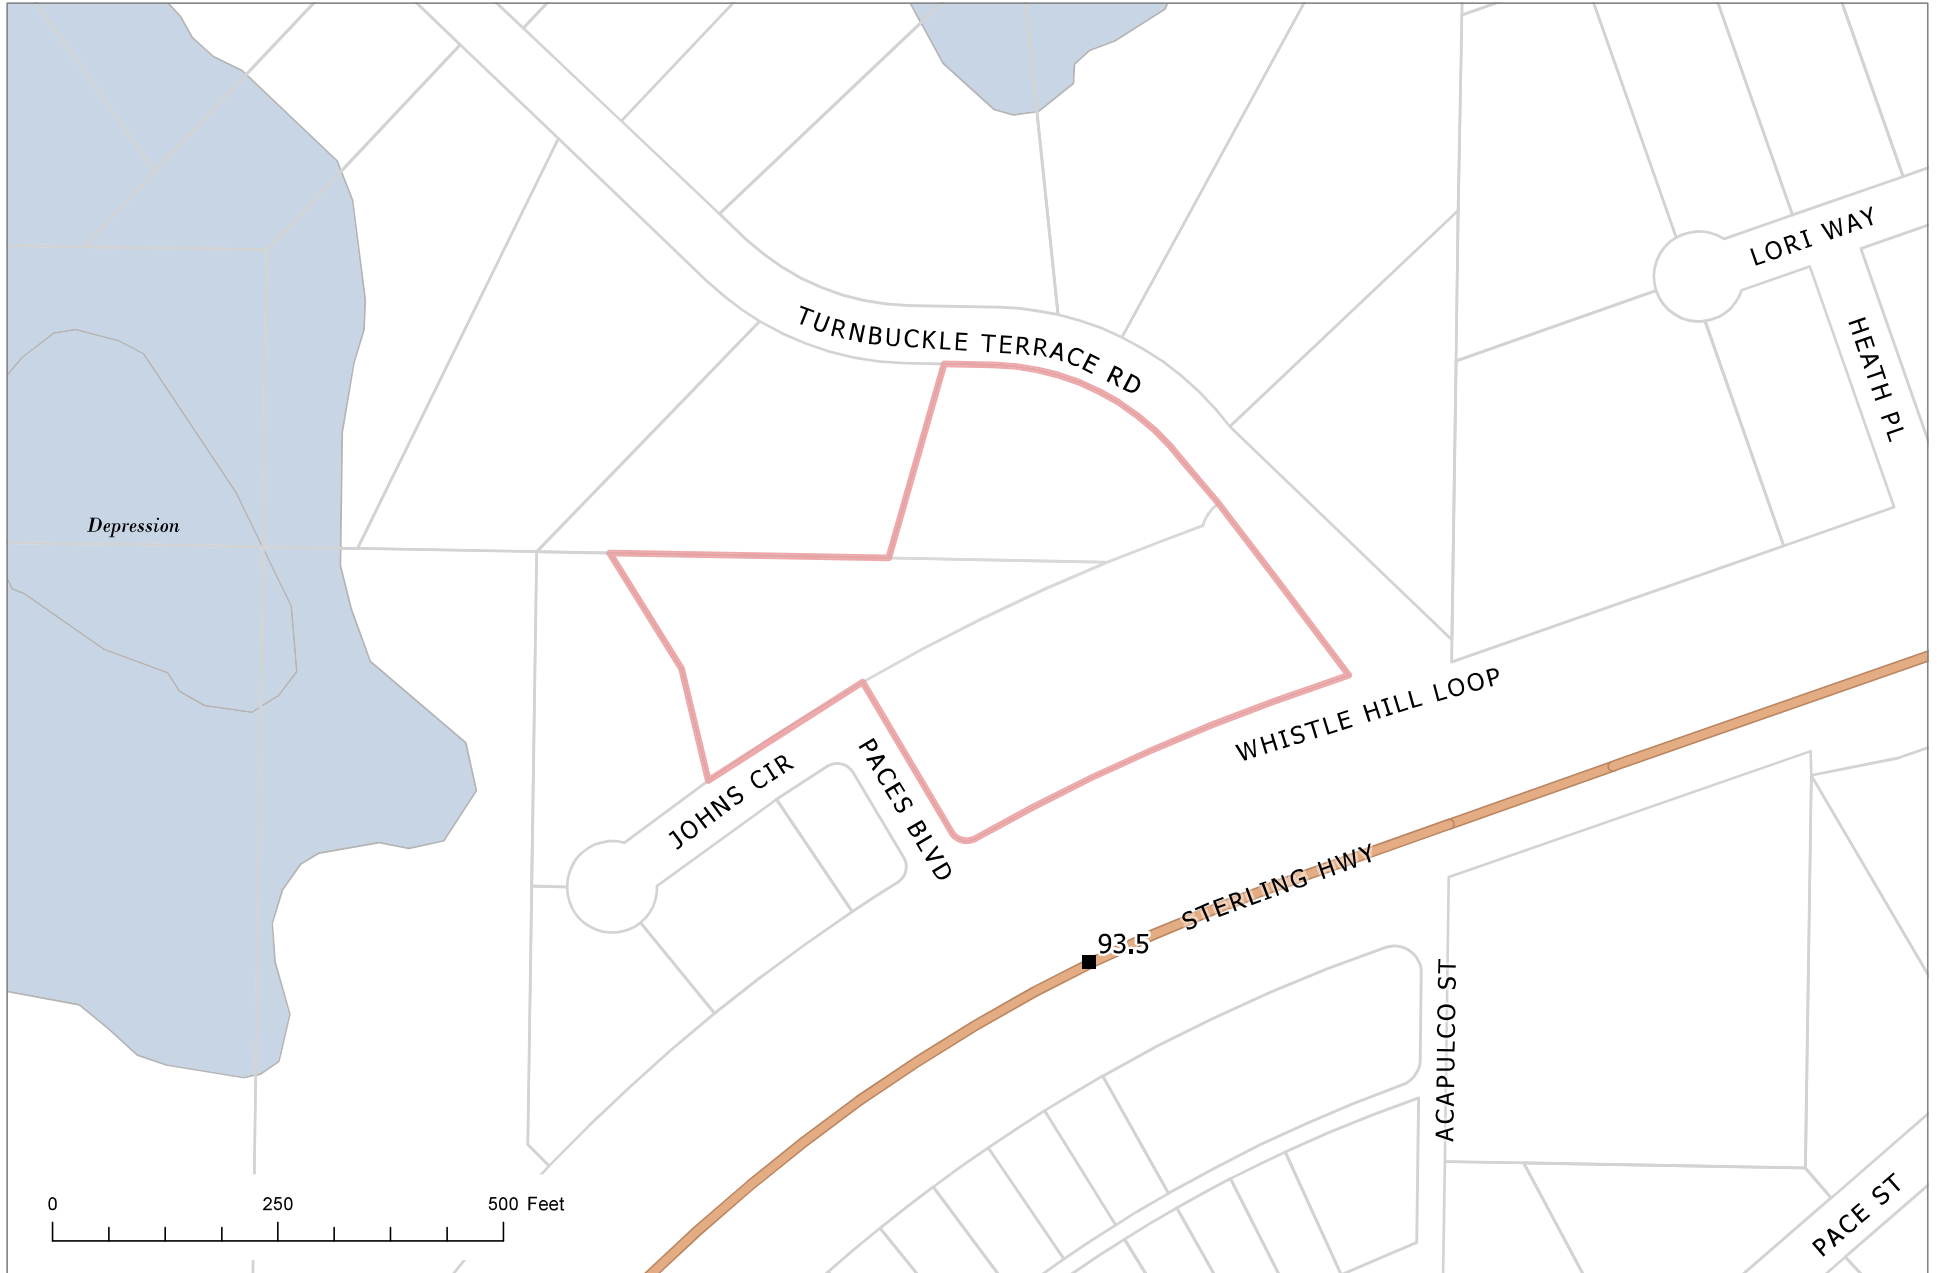 LORI WAY
TURNBUCKLE TERRACE RD
HEATH PL
Depression
WHISTLE HILL LOOP
JOHNS CIR
PACES BLVD
STERLING HWY
93.5
ACAPULCO ST
PACE ST
0 250 500 Feet